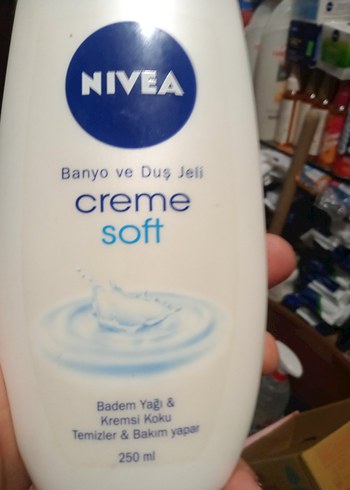 NIVEA
Banyo ve Duş Jeli
creme
soft
Badem Yağı &
Kremsi Koku
Temizler & Bakım yapar
250 ml